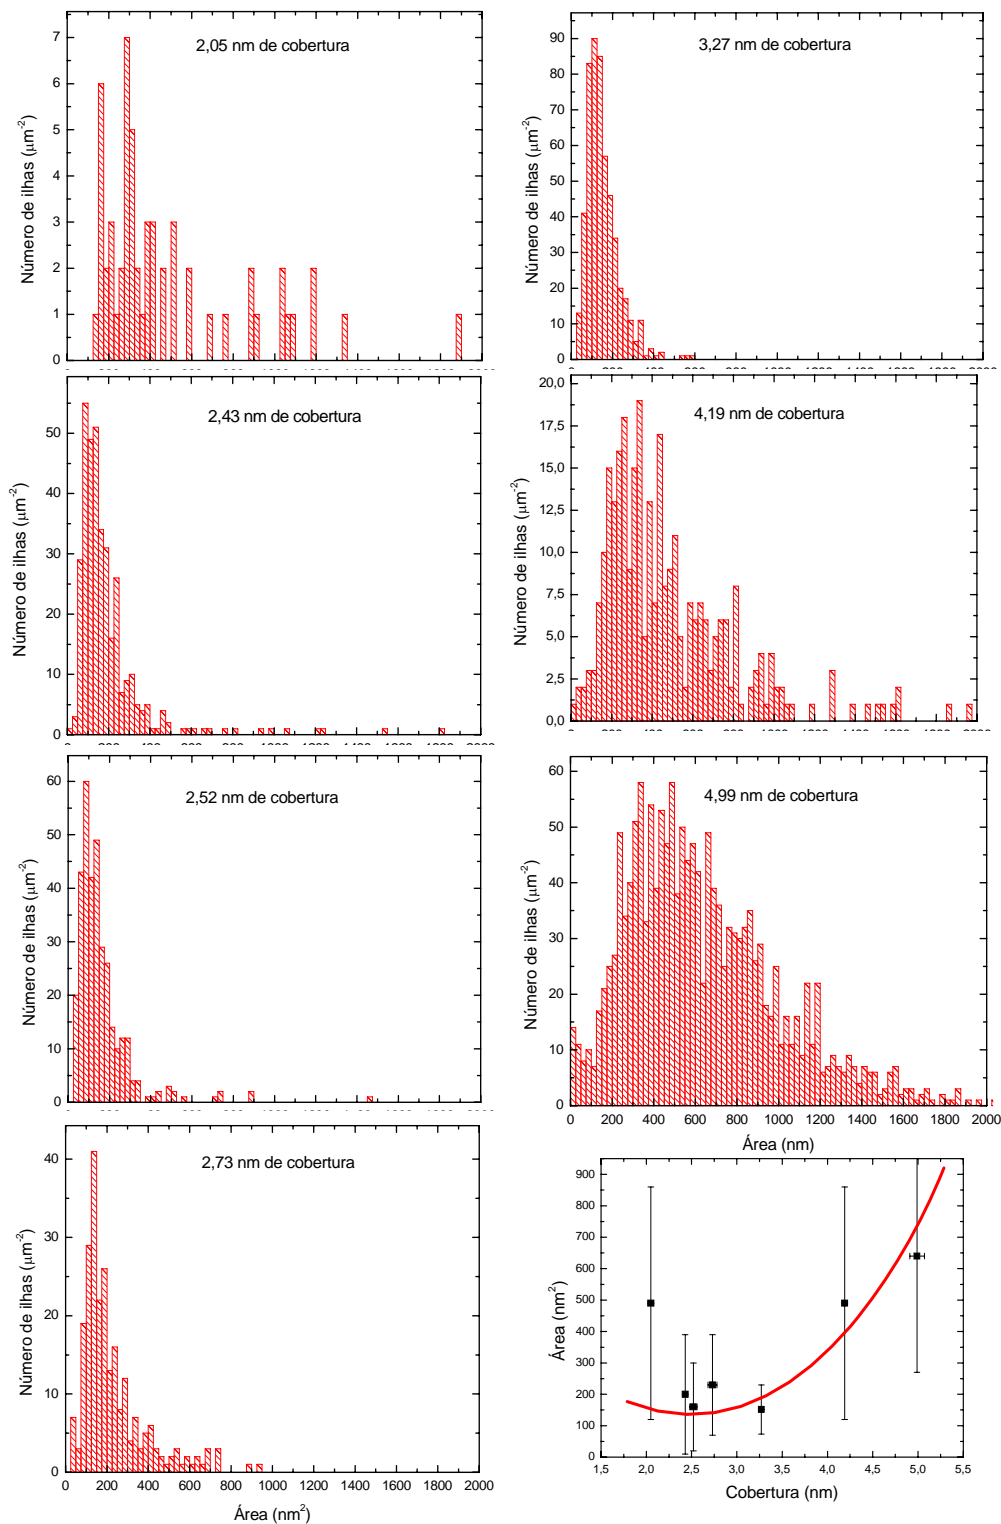 2,05 nm de cobertura
Número de ilhas (μm⁻²)
7
6
5
4
3
2
1
0
3,27 nm de cobertura
Número de ilhas (μm⁻²)
90
80
70
60
50
40
30
20
10
0
2,43 nm de cobertura
Número de ilhas (μm⁻²)
50
40
30
20
10
0
4,19 nm de cobertura
Número de ilhas (μm⁻²)
20,0
17,5
15,0
12,5
10,0
7,5
5,0
2,5
0,0
2,52 nm de cobertura
Número de ilhas (μm⁻²)
60
50
40
30
20
10
0
4,99 nm de cobertura
Número de ilhas (μm⁻²)
60
50
40
30
20
10
0
0 200 400 600 800 1000 1200 1400 1600 1800 2000
Área (nm)
2,73 nm de cobertura
Número de ilhas (μm⁻²)
40
30
20
10
0
0 200 400 600 800 1000 1200 1400 1600 1800 2000
Área (nm²)
Área (nm²)
900
800
700
600
500
400
300
200
100
0
1,5 2,0 2,5 3,0 3,5 4,0 4,5 5,0 5,5
Cobertura (nm)